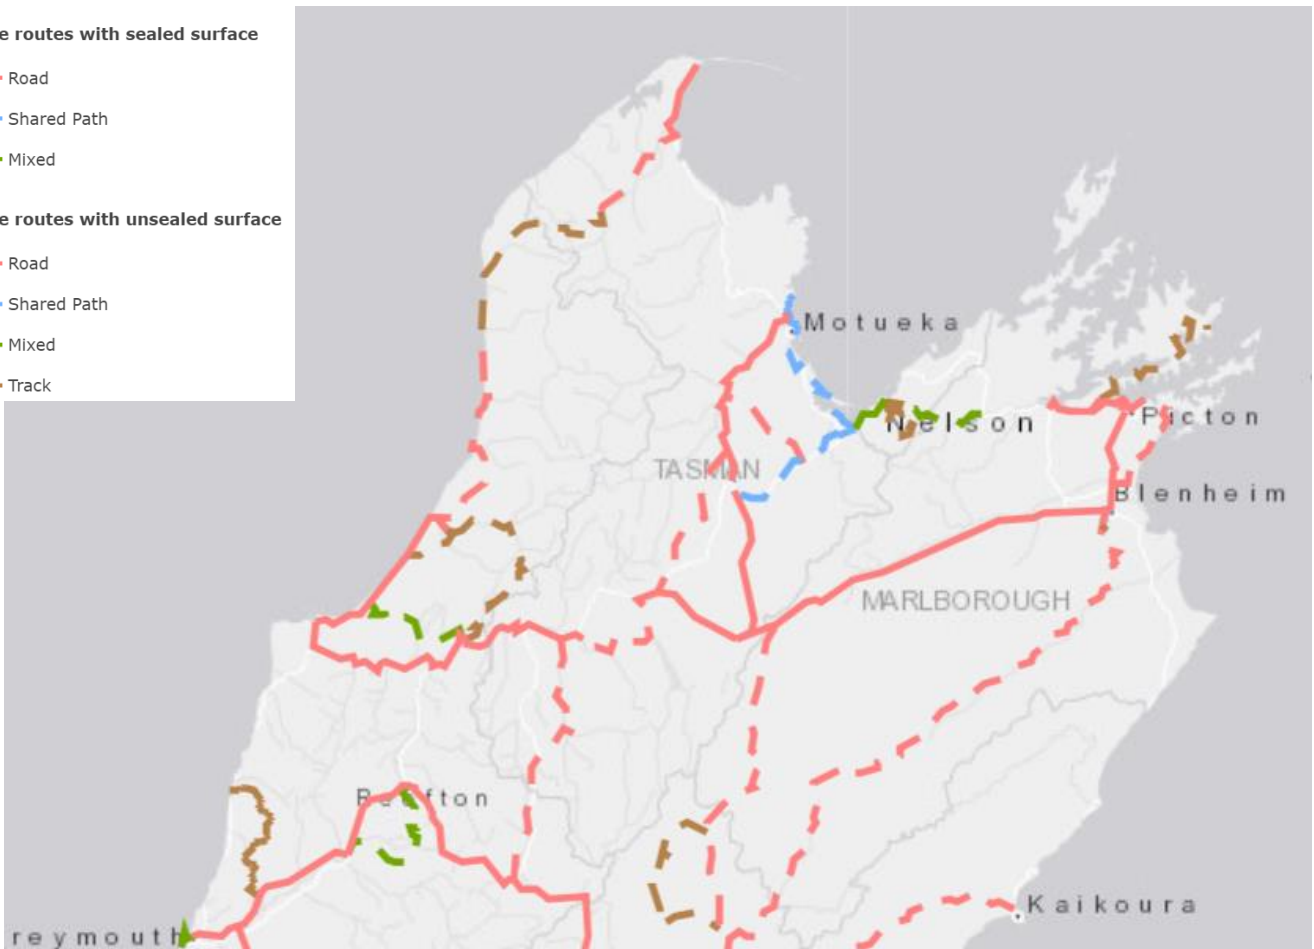 e routes with sealed surface
Road
Shared Path
Mixed
e routes with unsealed surface
Road
Shared Path
Mixed
Track
Motueka
Nelson
Picton
TASMAN
Blenheim
MARLBOROUGH
Reefton
Kaikoura
reymouth